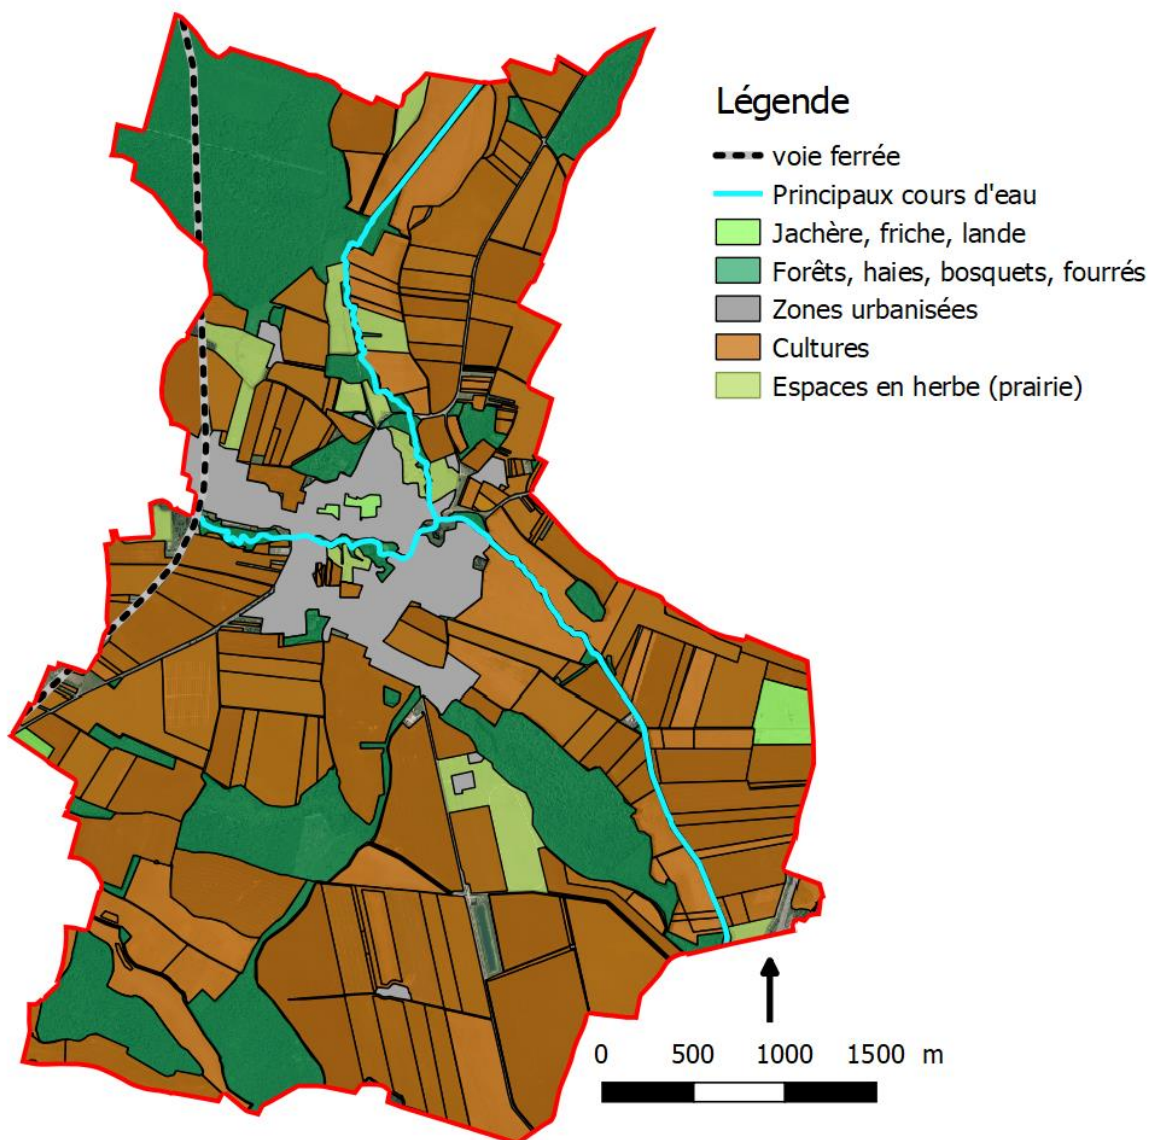 Légende
voie ferrée
Principaux cours d'eau
Jachère, friche, lande
Forêts, haies, bosquets, fourrés
Zones urbanisées
Cultures
Espaces en herbe (prairie)
0 500 1000 1500 m